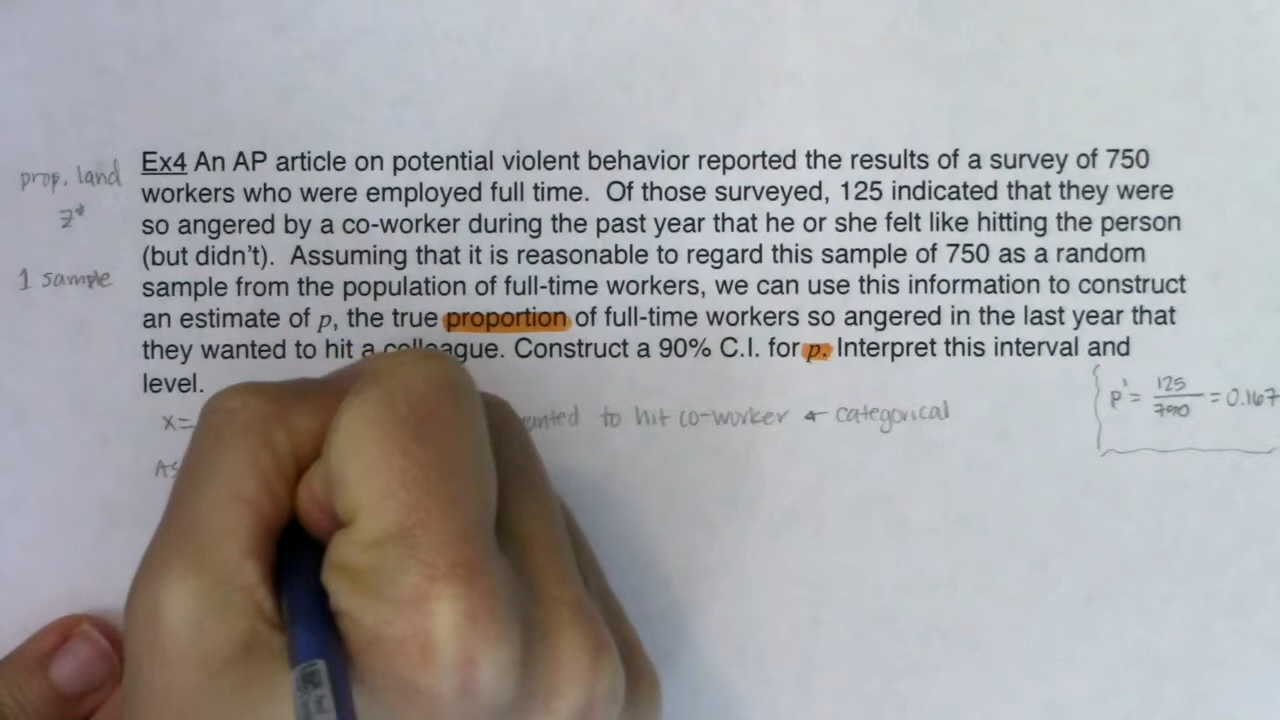 prop. land
z*
1 sample
Ex4 An AP article on potential violent behavior reported the results of a survey of 750
workers who were employed full time. Of those surveyed, 125 indicated that they were
so angered by a co-worker during the past year that he or she felt like hitting the person
(but didn't). Assuming that it is reasonable to regard this sample of 750 as a random
sample from the population of full-time workers, we can use this information to construct
an estimate of p, the true proportion of full-time workers so angered in the last year that
they wanted to hit a colleague. Construct a 90% C.I. for p. Interpret this interval and
level.
x= to hit co-worker categorical
p' = 125/750 = 0.167